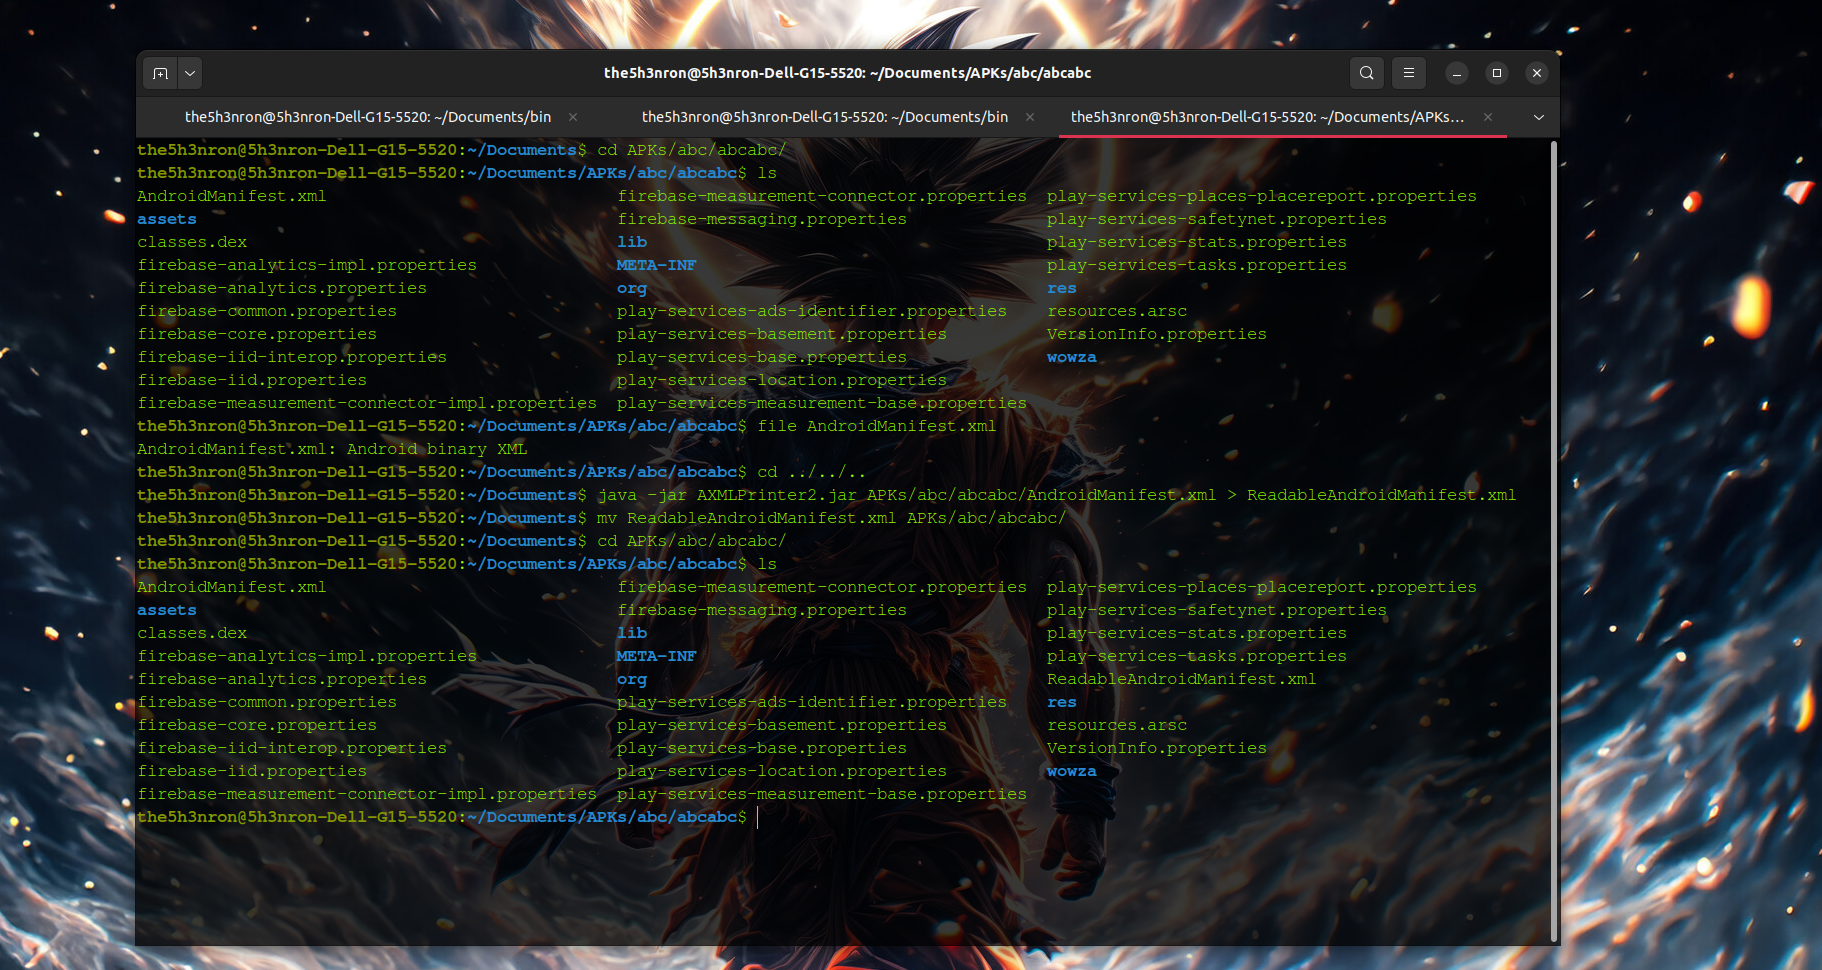 the5h3nron@5h3nron-Dell-G15-5520: ~/Documents/APKs/abc/abcabc
the5h3nron@5h3nron-Dell-G15-5520: ~/Documents/bin × the5h3nron@5h3nron-Dell-G15-5520: ~/Documents/bin × the5h3nron@5h3nron-Dell-G15-5520: ~/Documents/APKs... ×
the5h3nron@5h3nron-Dell-G15-5520:~/Documents$ cd APKs/abc/abcabc/
the5h3nron@5h3nron-Dell-G15-5520:~/Documents/APKs/abc/abcabc$ ls
AndroidManifest.xml firebase-measurement-connector.properties play-services-places-placereport.properties
assets firebase-messaging.properties play-services-safetynet.properties
classes.dex lib play-services-stats.properties
firebase-analytics-impl.properties META-INF play-services-tasks.properties
firebase-analytics.properties org res
firebase-common.properties play-services-ads-identifier.properties resources.arsc
firebase-core.properties play-services-basement.properties VersionInfo.properties
firebase-iid-interop.properties play-services-base.properties wowza
firebase-iid.properties play-services-location.properties
firebase-measurement-connector-impl.properties play-services-measurement-base.properties
the5h3nron@5h3nron-Dell-G15-5520:~/Documents/APKs/abc/abcabc$ file AndroidManifest.xml
AndroidManifest.xml: Android binary XML
the5h3nron@5h3nron-Dell-G15-5520:~/Documents/APKs/abc/abcabc$ cd ../../..
the5h3nron@5h3nron-Dell-G15-5520:~/Documents$ java -jar AXMLPrinter2.jar APKs/abc/abcabc/AndroidManifest.xml > ReadableAndroidManifest.xml
the5h3nron@5h3nron-Dell-G15-5520:~/Documents$ mv ReadableAndroidManifest.xml APKs/abc/abcabc/
the5h3nron@5h3nron-Dell-G15-5520:~/Documents$ cd APKs/abc/abcabc/
the5h3nron@5h3nron-Dell-G15-5520:~/Documents/APKs/abc/abcabc$ ls
AndroidManifest.xml firebase-measurement-connector.properties play-services-places-placereport.properties
assets firebase-messaging.properties play-services-safetynet.properties
classes.dex lib play-services-stats.properties
firebase-analytics-impl.properties META-INF play-services-tasks.properties
firebase-analytics.properties org ReadableAndroidManifest.xml
firebase-common.properties play-services-ads-identifier.properties res
firebase-core.properties play-services-basement.properties resources.arsc
firebase-iid-interop.properties play-services-base.properties VersionInfo.properties
firebase-iid.properties play-services-location.properties wowza
firebase-measurement-connector-impl.properties play-services-measurement-base.properties
the5h3nron@5h3nron-Dell-G15-5520:~/Documents/APKs/abc/abcabc$